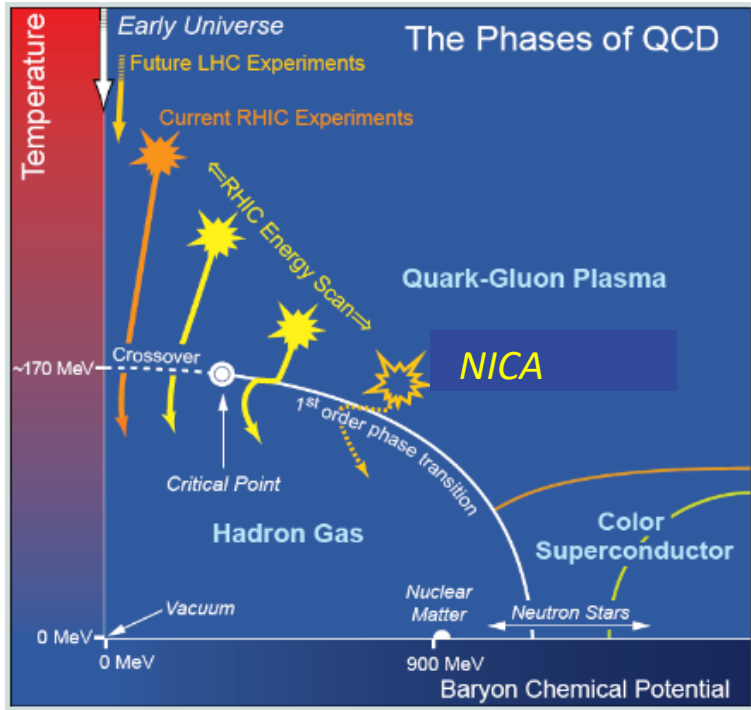 The Phases of QCD
Temperature
Early Universe
Future LHC Experiments
Current RHIC Experiments
RHIC Energy Scan
Quark-Gluon Plasma
NICA
Crossover
~170 MeV
1st order phase transition
Critical Point
Hadron Gas
Color
Superconductor
Nuclear
Matter
Vacuum
Neutron Stars
0 MeV
0 MeV
900 MeV
Baryon Chemical Potential